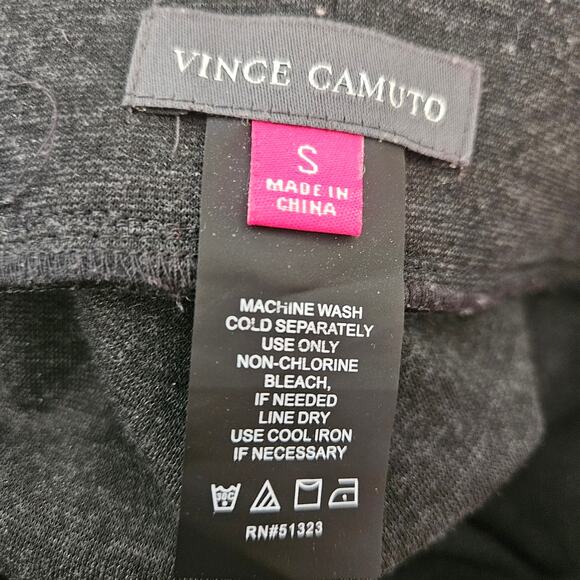 VINCE CAMUTO
S
MADE IN
CHINA
MACHINE WASH
COLD SEPARATELY
USE ONLY
NON-CHLORINE
BLEACH,
IF NEEDED
LINE DRY
USE COOL IRON
IF NECESSARY
30C
RN#51323